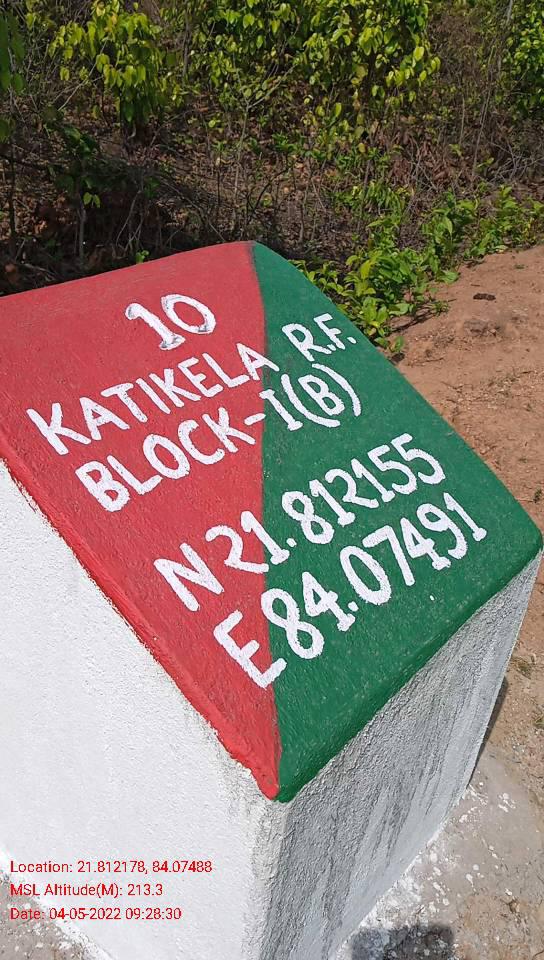 10
KATIKELA R.F.
BLOCK-I(B)
N21.812155
E84.07491
Location: 21.812178, 84.07488
MSL Altitude(M): 213.3
Date: 04-05-2022 09:28:30